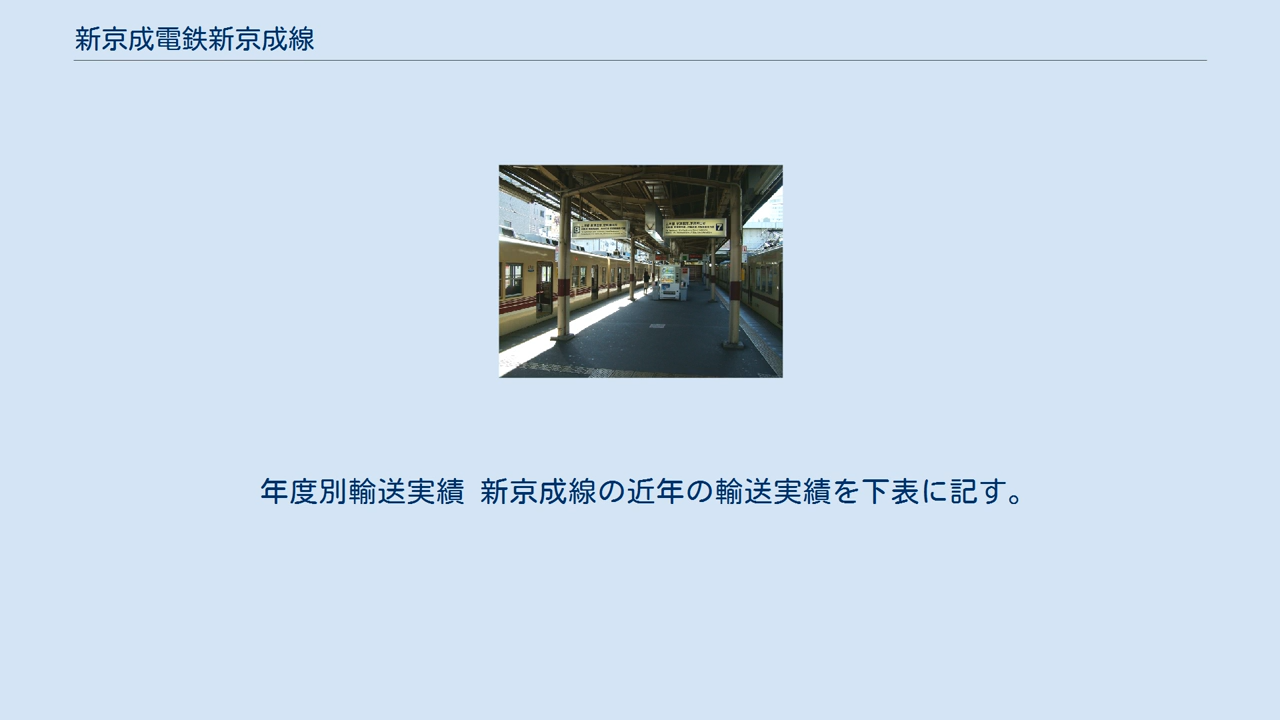 新京成電鉄新京成線
7
年度別輸送実績 新京成線の近年の輸送実績を下表に記す。